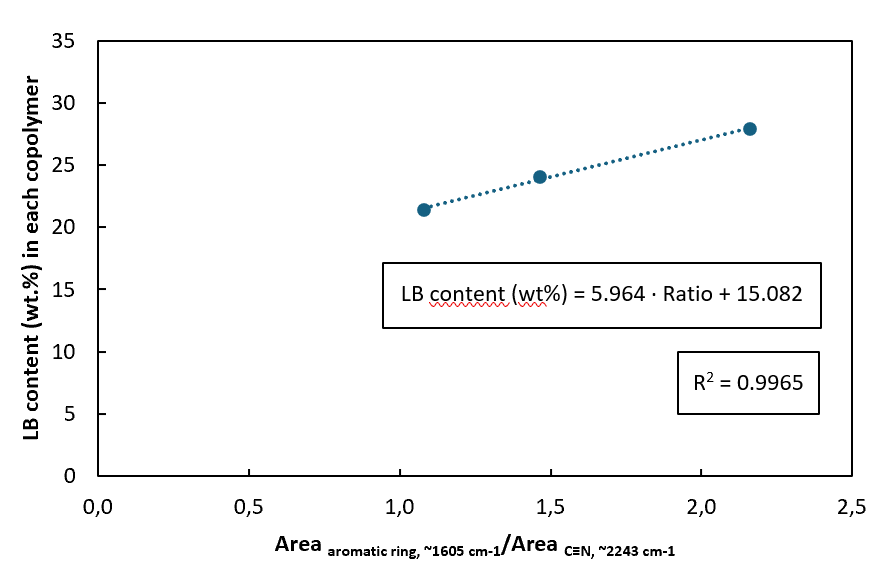 LB content (wt.%) in each copolymer
35
30
25
20
15
10
5
0
LB content (wt%) = 5.964 · Ratio + 15.082
R² = 0.9965
0,0 0,5 1,0 1,5 2,0 2,5
Area aromatic ring, ~1605 cm-1/Area C≡N, ~2243 cm-1